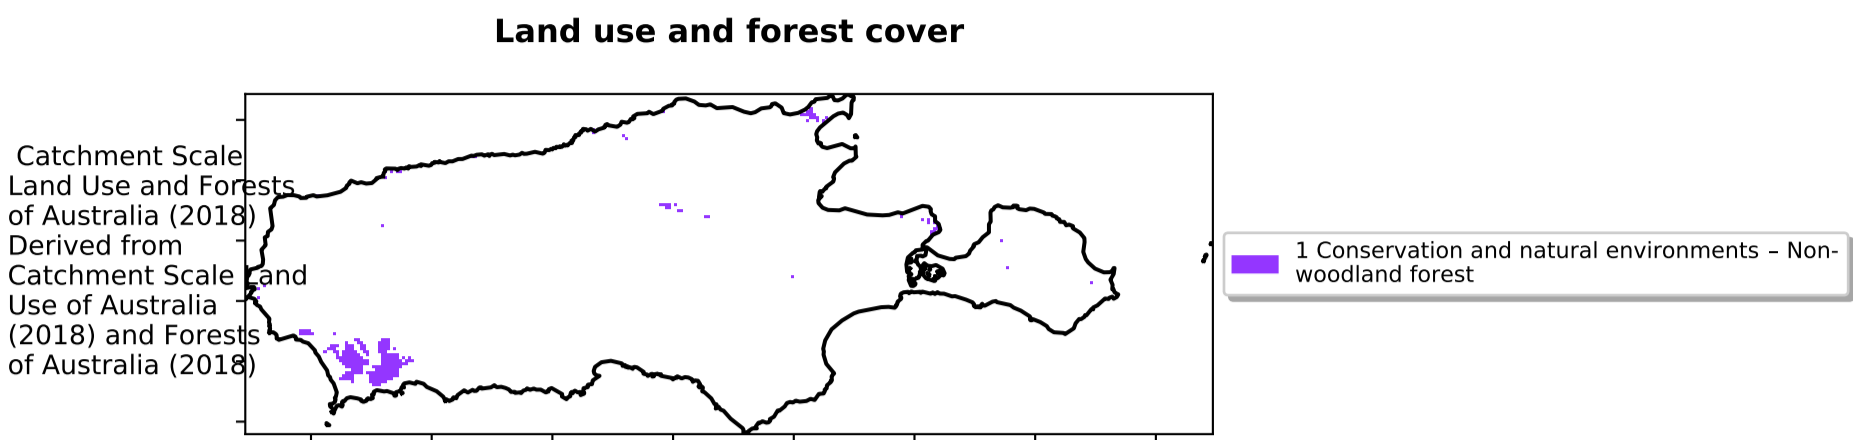 Land use and forest cover
Catchment Scale
Land Use and Forests
of Australia (2018)
Derived from
Catchment Scale Land
Use of Australia
(2018) and Forests
of Australia (2018)
1 Conservation and natural environments – Non-
woodland forest